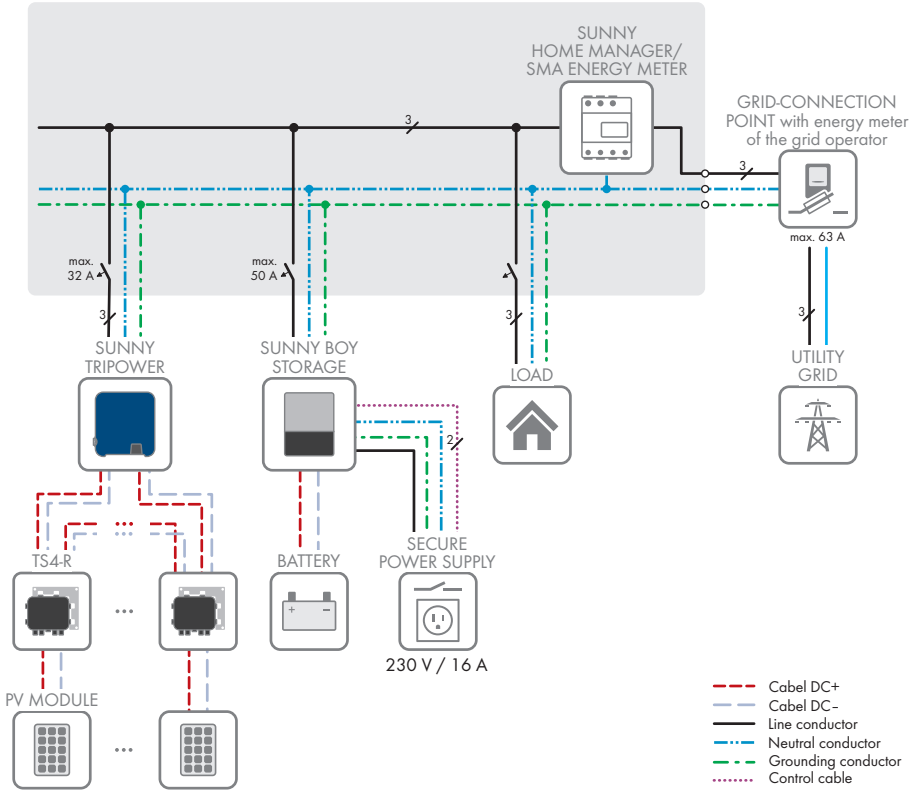 SUNNY
HOME MANAGER/
SMA ENERGY METER
GRID-CONNECTION
POINT with energy meter
of the grid operator
3
3
max.
32 A
max.
50 A
max. 63 A
3
3
3
SUNNY
TRIPOWER
SUNNY BOY
STORAGE
LOAD
UTILITY
GRID
2
TS4-R
BATTERY
SECURE
POWER SUPPLY
+ −
...
...
...
230 V / 16 A
PV MODULE
...
Cabel DC+
Cabel DC–
Line conductor
Neutral conductor
Grounding conductor
Control cable